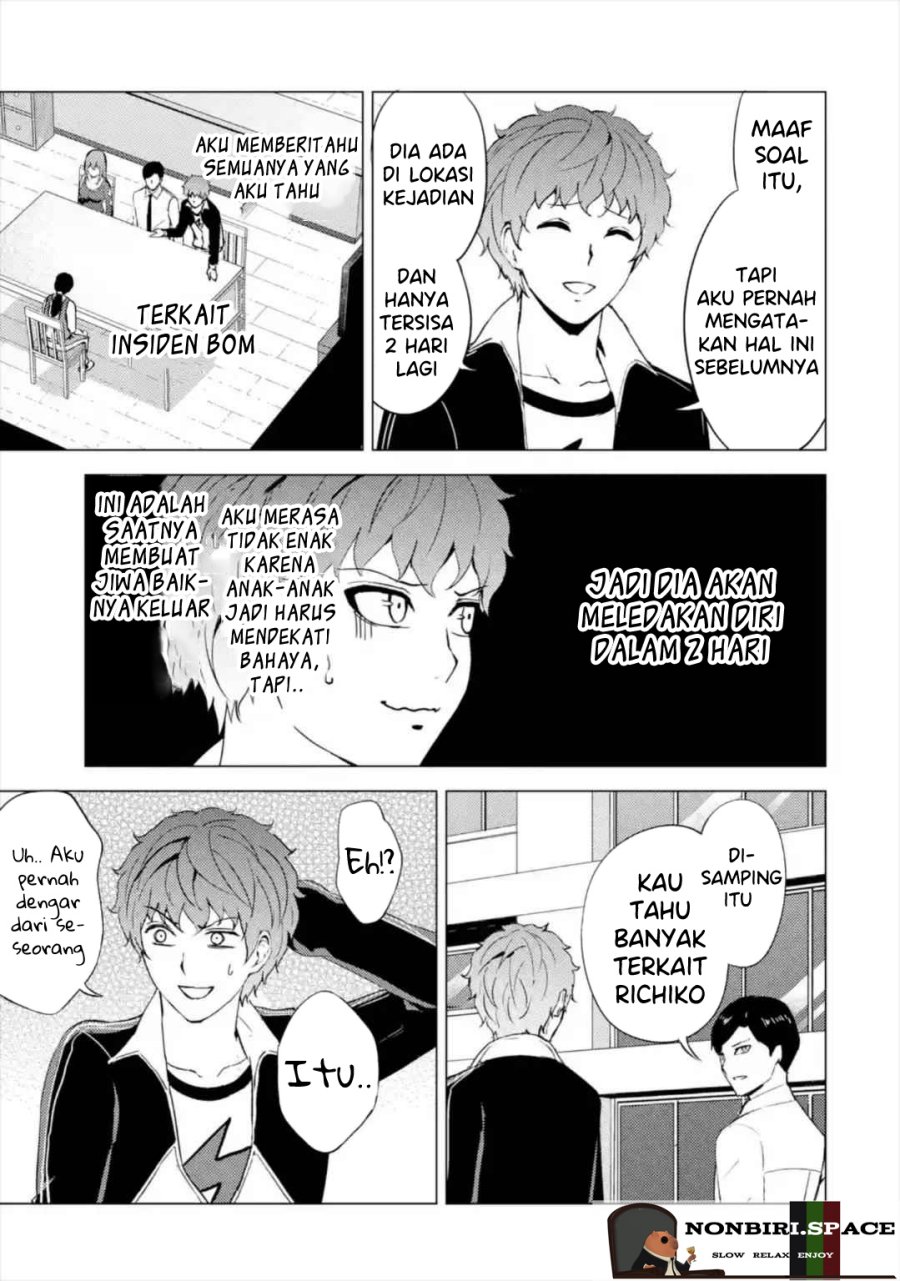 MAAF
SOAL
ITU,
TAPI
AKU PERNAH
MENGATA-
KAN HAL INI
SEBELUMNYA
DIA ADA
DI LOKASI
KEJADIAN
DAN
HANYA
TERSISA
2 HARI
LAGI
AKU MEMBERITAHU
SEMUANYA YANG
AKU TAHU
TERKAIT
INSIDEN BOM
JADI DIA AKAN
MELEDAKAN DIRI
DALAM 2 HARI
AKU MERASA
TIDAK ENAK
KARENA
ANAK-ANAK
JADI HARUS
MENDEKATI
BAHAYA,
TAPI..
INI ADALAH
SAATNYA
MEMBUAT
JIWA BAIK-
NYA KELUAR
DI-
SAMPING
ITU
KAU
TAHU
BANYAK
TERKAIT
RICHIKO
Eh!?
Itu..
Uh.. Aku
pernah
dengar
dari se-
seorang
NONBIRI.SPACE
SLOW RELAX ENJOY